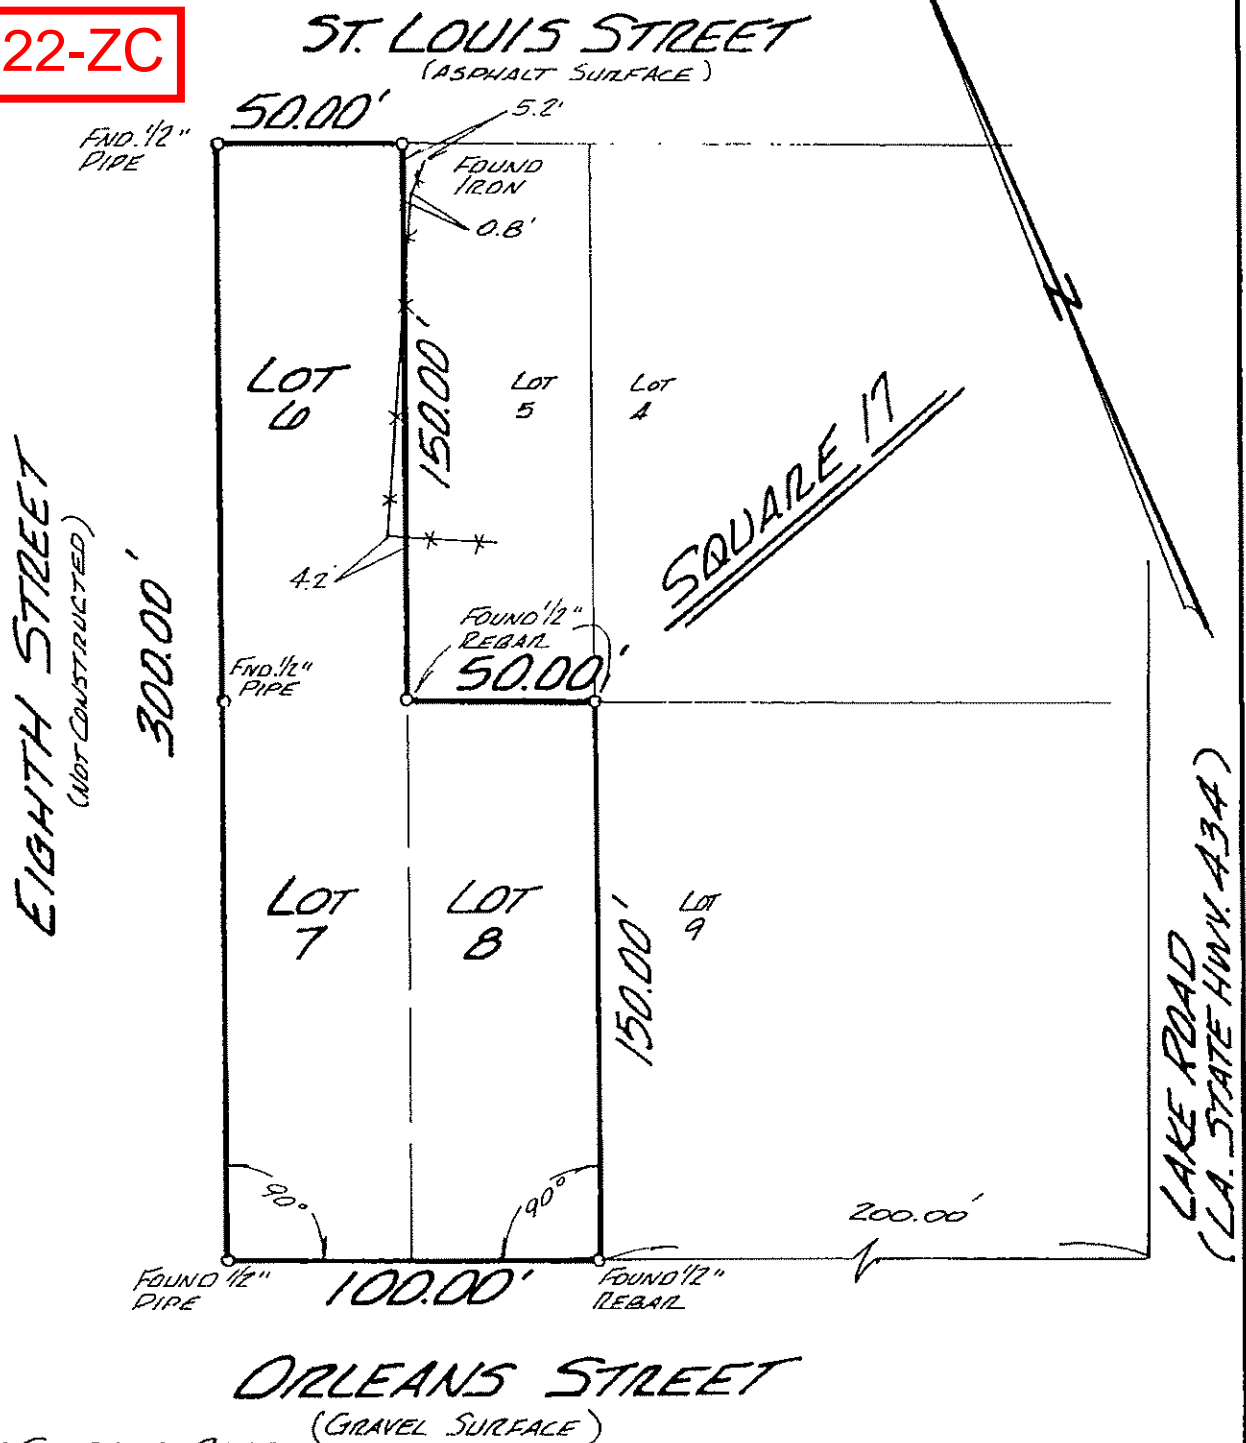 22-ZC
ST. LOUIS STREET
(ASPHALT SURFACE)
50.00'
5.2'
FND. 1/2"
PIPE
FOUND
IRON
0.8'
LOT
6
150.00'
LOT
5
LOT
4
SQUARE 17
EIGHTH STREET
(NOT CONSTRUCTED)
300.00'
4.2'
FOUND 1/2"
REBAR
50.00'
FND. 1/2"
PIPE
LOT
7
LOT
8
LOT
9
150.00'
LAKE ROAD
(LA. STATE HWY. 434)
90°
90°
200.00'
FOUND 1/2"
PIPE
100.00'
FOUND 1/2"
REBAR
ORLEANS STREET
(GRAVEL SURFACE)